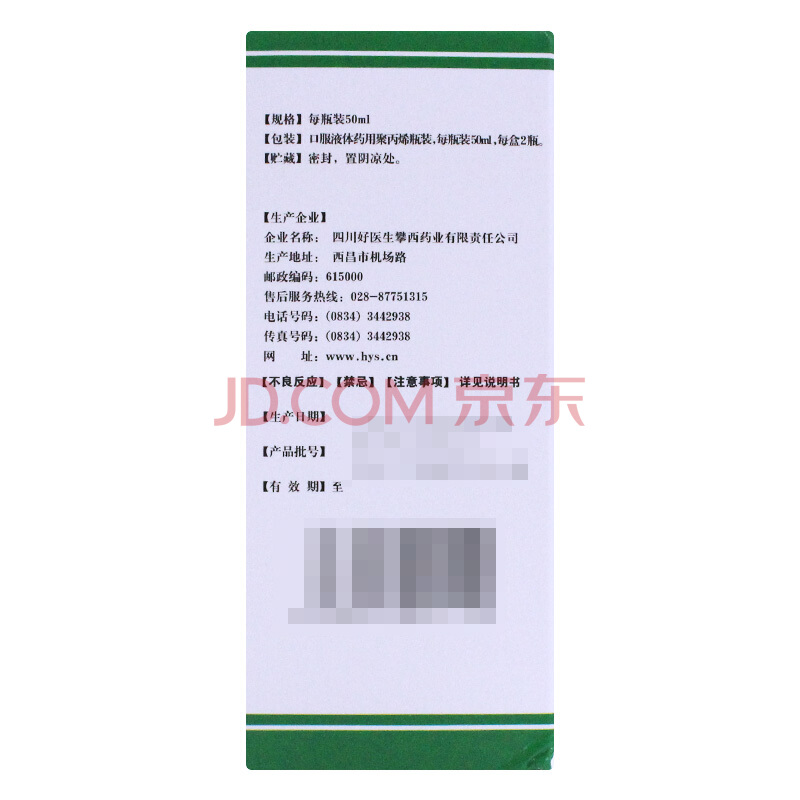 【规格】每瓶装50ml
【包装】口服液体药用聚丙烯瓶装,每瓶装50ml,每盒2瓶。
【贮藏】密封，置阴凉处。
【生产企业】
企业名称： 四川好医生攀西药业有限责任公司
生产地址： 西昌市机场路
邮政编码：615000
售后服务热线：028-87751315
电话号码：(0834) 3442938
传真号码：(0834) 3442938
网 址：www.hys.cn
【不良反应】【禁忌】【注意事项】 详见说明书
JD.COM 京东
【生产日期】
【产品批号】
【有 效 期】至